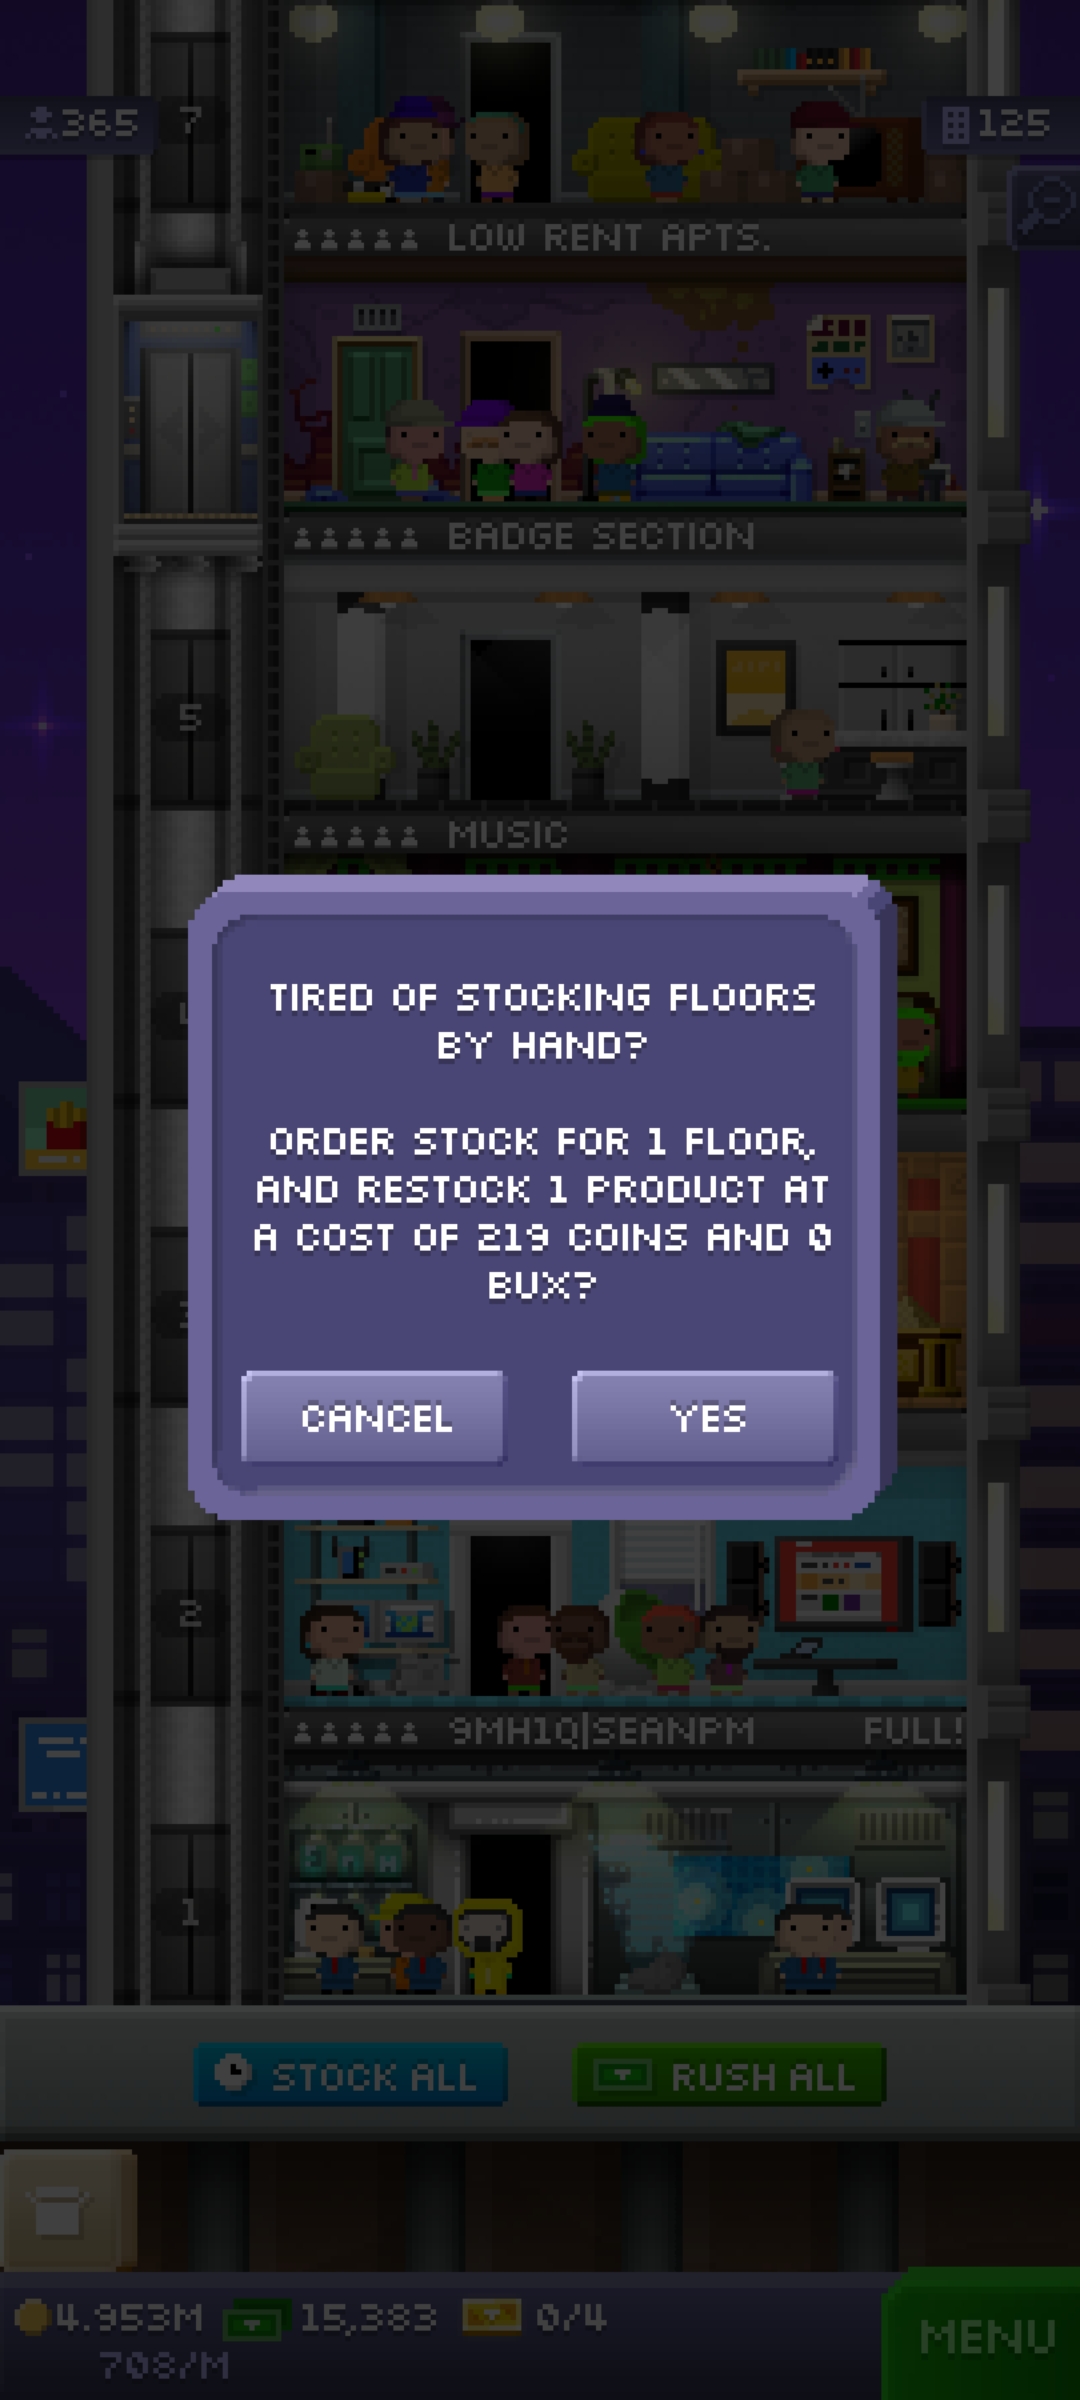 365
7
125
LOW RENT APTS.
BADGE SECTION
5
MUSIC
TIRED OF STOCKING FLOORS
BY HAND?
ORDER STOCK FOR 1 FLOOR,
AND RESTOCK 1 PRODUCT AT
A COST OF 219 COINS AND 0
BUX?
CANCEL
YES
2
9MH1Q|SEANPM
FULL!
1
STOCK ALL
RUSH ALL
4.953M
15,383
0/4
708/M
MENU